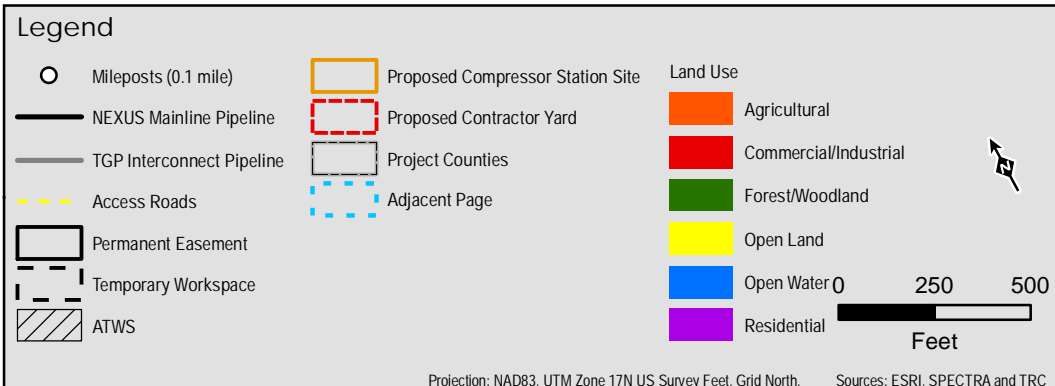 Legend
Mileposts (0.1 mile)
NEXUS Mainline Pipeline
TGP Interconnect Pipeline
Access Roads
Permanent Easement
Temporary Workspace
ATWS
Proposed Compressor Station Site
Proposed Contractor Yard
Project Counties
Adjacent Page
Land Use
Agricultural
Commercial/Industrial
Forest/Woodland
Open Land
Open Water
Residential
0 250 500
Feet
Projection: NAD83, UTM Zone 17N US Survey Feet, Grid North. Sources: ESRI, SPECTRA and TRC